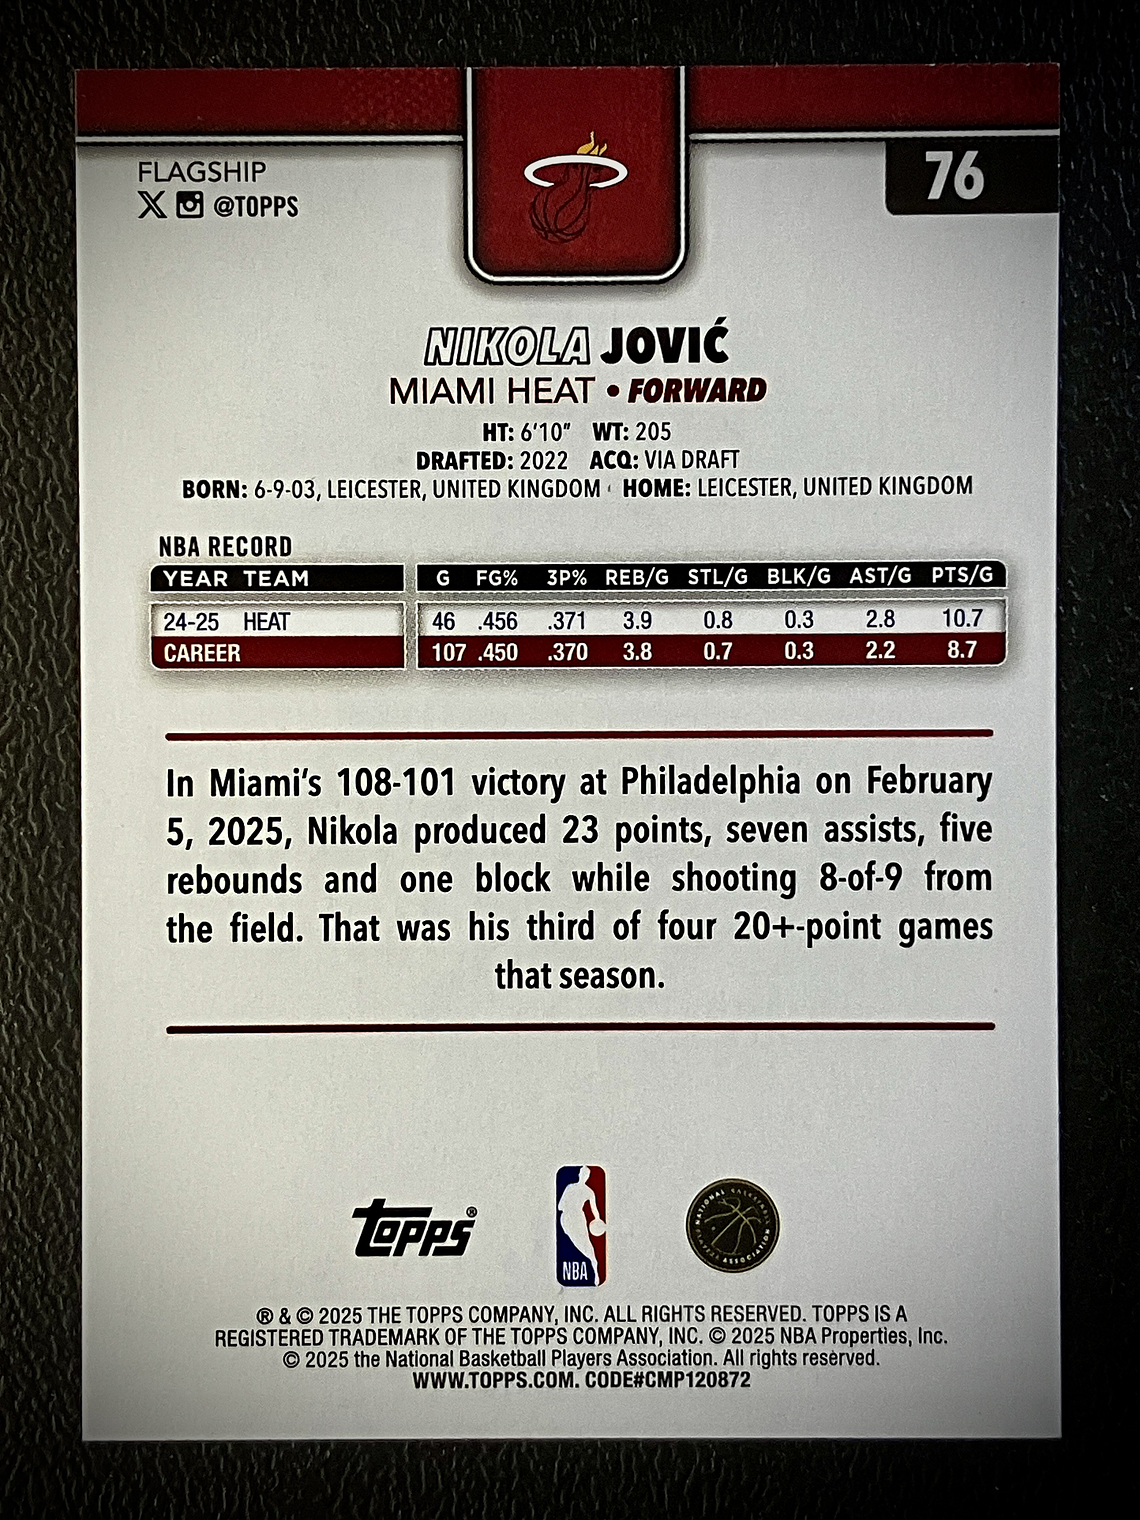 FLAGSHIP
@TOPPS
76
NIKOLA JOVIĆ
MIAMI HEAT • FORWARD
HT: 6'10" WT: 205
DRAFTED: 2022 ACQ: VIA DRAFT
BORN: 6-9-03, LEICESTER, UNITED KINGDOM HOME: LEICESTER, UNITED KINGDOM
NBA RECORD
YEAR TEAM G FG% 3P% REB/G STL/G BLK/G AST/G PTS/G
24-25 HEAT 46 .456 .371 3.9 0.8 0.3 2.8 10.7
CAREER 107 .450 .370 3.8 0.7 0.3 2.2 8.7
In Miami's 108-101 victory at Philadelphia on February
5, 2025, Nikola produced 23 points, seven assists, five
rebounds and one block while shooting 8-of-9 from
the field. That was his third of four 20+-point games
that season.
topps®
NBA
NATIONAL BASKETBALL PLAYERS ASSOCIATION
® & © 2025 THE TOPPS COMPANY, INC. ALL RIGHTS RESERVED. TOPPS IS A
REGISTERED TRADEMARK OF THE TOPPS COMPANY, INC. © 2025 NBA Properties, Inc.
© 2025 the National Basketball Players Association. All rights reserved.
WWW.TOPPS.COM. CODE#CMP120872